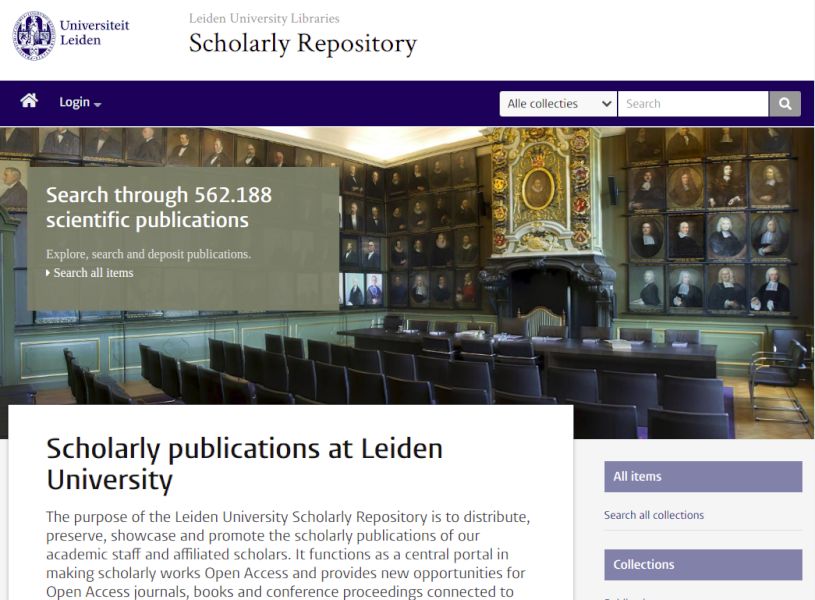 Universiteit
Leiden
Leiden University Libraries
Scholarly Repository
Login
Alle collecties
Search
Search through 562.188
scientific publications
Explore, search and deposit publications.
Search all items
Scholarly publications at Leiden
University
The purpose of the Leiden University Scholarly Repository is to distribute,
preserve, showcase and promote the scholarly publications of our
academic staff and affiliated scholars. It functions as a central portal in
making scholarly works Open Access and provides new opportunities for
Open Access journals, books and conference proceedings connected to
All items
Search all collections
Collections